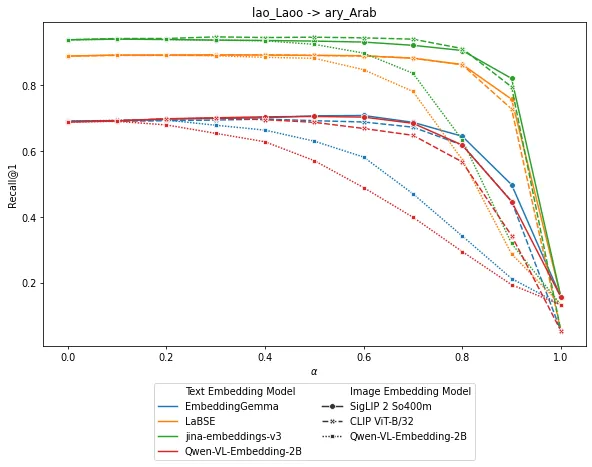 lao_Laoo -> ary_Arab
Recall@1
0.8
0.6
0.4
0.2
0.0 0.2 0.4 0.6 0.8 1.0
α
Text Embedding Model
EmbeddingGemma
LaBSE
jina-embeddings-v3
Qwen-VL-Embedding-2B
Image Embedding Model
SigLIP 2 So400m
CLIP ViT-B/32
Qwen-VL-Embedding-2B